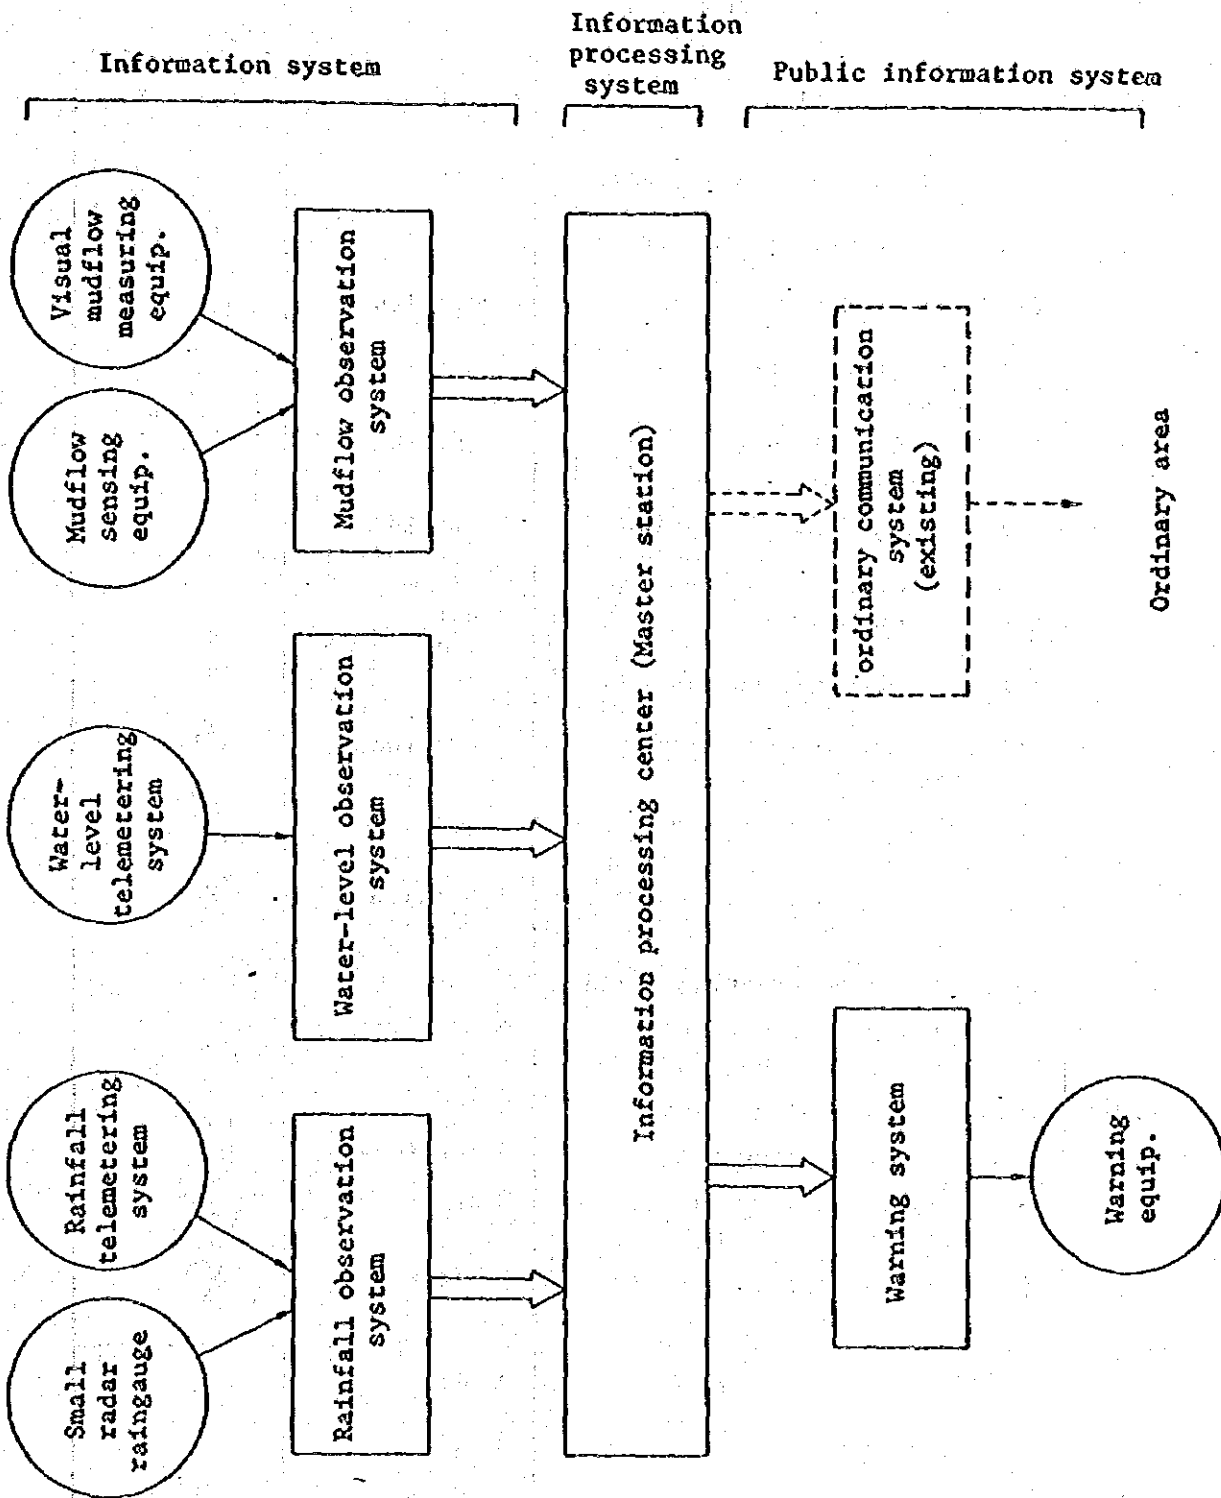 Information system
Information
processing
system
Public information system
Visual
mudflow
measuring
equip.
Mudflow
sensing
equip.
Water-
level
telemetering
system
Rainfall
telemetering
system
Small
radar
raingauge
Mudflow observation
system
Water-level observation
system
Rainfall observation
system
Information processing center (Master station)
ordinary communication
system
(existing)
Warning system
Ordinary area
Warning
equip.